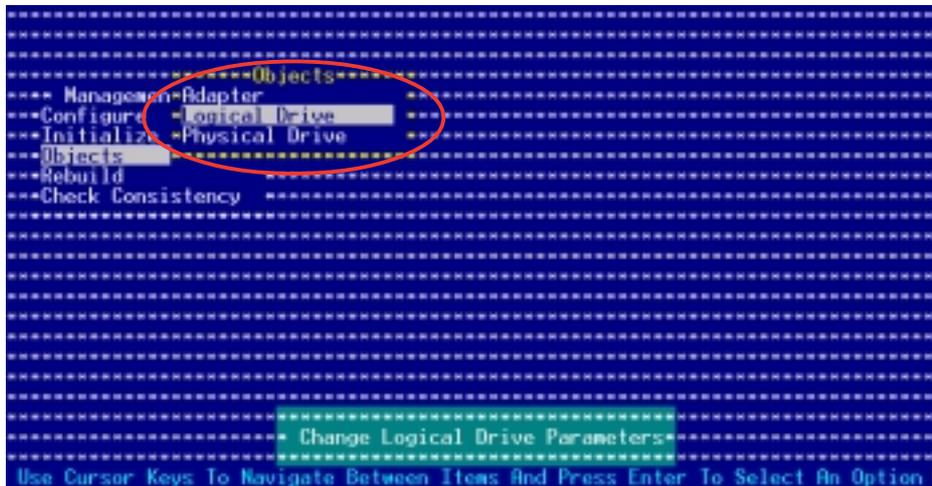 Objects
Managemen
Adapter
Configure
Logical Drive
Initialize
Physical Drive
Objects
Rebuild
Check Consistency
Change Logical Drive Parameters
Use Cursor Keys To Navigate Between Items And Press Enter To Select An Option